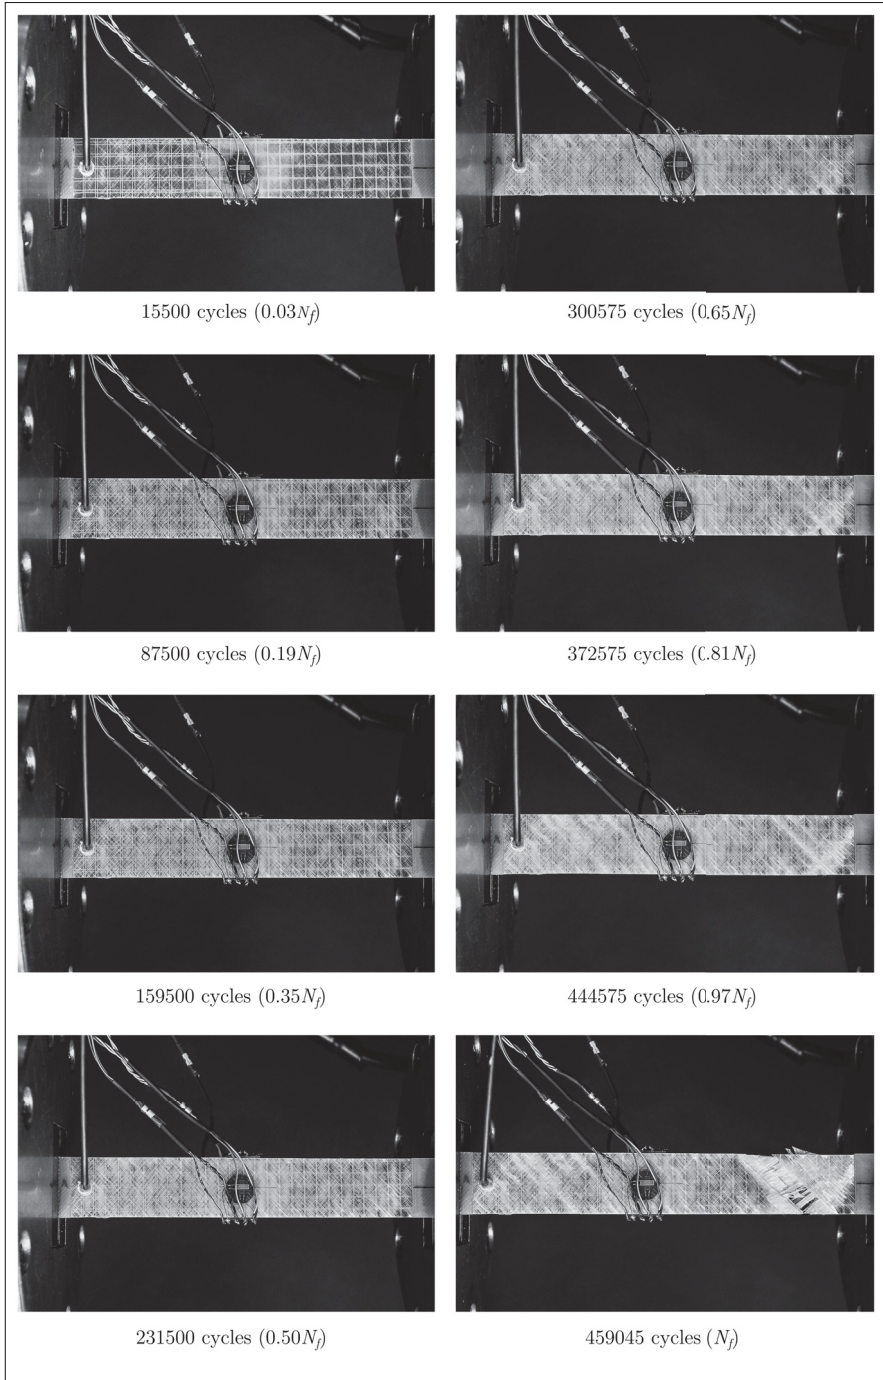 15500 cycles (0.03N_f)
300575 cycles (0.65N_f)
87500 cycles (0.19N_f)
372575 cycles (0.81N_f)
159500 cycles (0.35N_f)
444575 cycles (0.97N_f)
231500 cycles (0.50N_f)
459045 cycles (N_f)